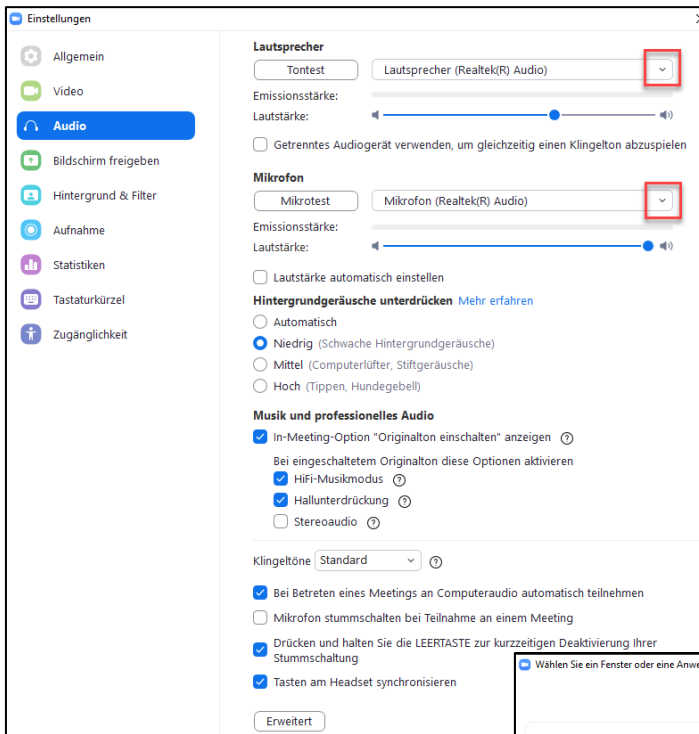 Einstellungen
Allgemein
Video
Audio
Bildschirm freigeben
Hintergrund & Filter
Aufnahme
Statistiken
Tastaturkürzel
Zugänglichkeit
Lautsprecher
Tontest Lautsprecher (Realtek(R) Audio)
Emissionsstärke:
Lautstärke:
Getrenntes Audiogerät verwenden, um gleichzeitig einen Klingelton abzuspielen
Mikrofon
Mikrotest Mikrofon (Realtek(R) Audio)
Emissionsstärke:
Lautstärke:
Lautstärke automatisch einstellen
Hintergrundgeräusche unterdrücken Mehr erfahren
Automatisch
Niedrig (Schwache Hintergrundgeräusche)
Mittel (Computerlüfter, Stiftgeräusche)
Hoch (Tippen, Hundegebell)
Musik und professionelles Audio
In-Meeting-Option "Originalton einschalten" anzeigen ?
Bei eingeschaltetem Originalton diese Optionen aktivieren
HiFi-Musikmodus ?
Hallunterdrückung ?
Stereoaudio ?
Klingeltöne Standard ?
Bei Betreten eines Meetings an Computeraudio automatisch teilnehmen
Mikrofon stummschalten bei Teilnahme an einem Meeting
Drücken und halten Sie die LEERTASTE zur kurzzeitigen Deaktivierung Ihrer
Stummschaltung
Tasten am Headset synchronisieren
Erweitert
Wählen Sie ein Fenster oder eine Anwe